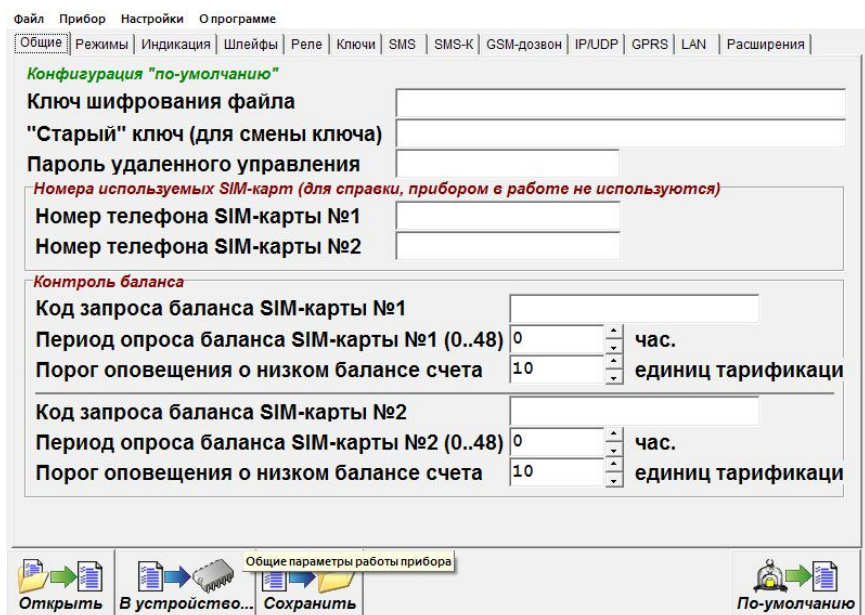 Файл Прибор Настройки О программе
Общие Режимы Индикация Шлейфы Реле Ключи SMS SMS-К GSM-дозвон IP/UDP GPRS LAN Расширения
Конфигурация "по-умолчанию"
Ключ шифрования файла
"Старый" ключ (для смены ключа)
Пароль удаленного управления
Номера используемых SIM-карт (для справки, прибором в работе не используются)
Номер телефона SIM-карты №1
Номер телефона SIM-карты №2
Контроль баланса
Код запроса баланса SIM-карты №1
Период опроса баланса SIM-карты №1 (0..48) 0 час.
Порог оповещения о низком балансе счета 10 единиц тарификаци
Код запроса баланса SIM-карты №2
Период опроса баланса SIM-карты №2 (0..48) 0 час.
Порог оповещения о низком балансе счета 10 единиц тарификаци
Общие параметры работы прибора
Открыть В устройство... Сохранить По-умолчанию